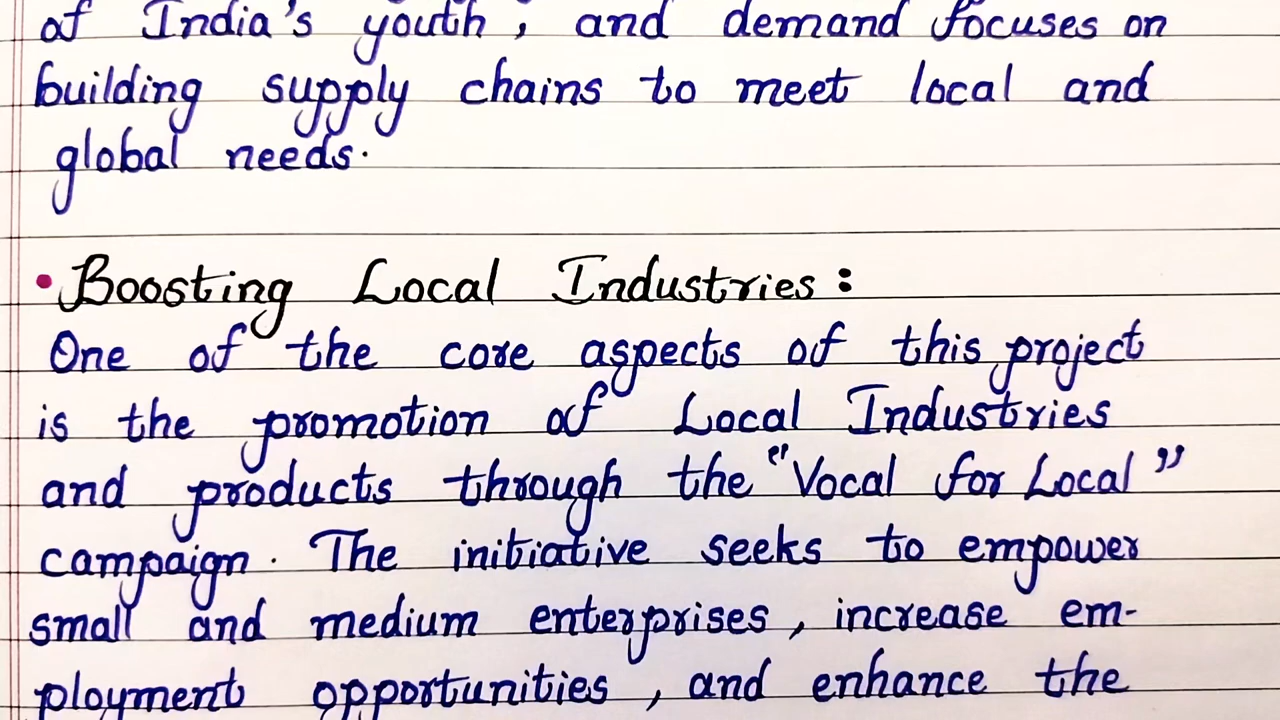 of India's youth, and demand focuses on
building supply chains to meet local and
global needs.
• Boosting Local Industries:
One of the core aspects of this project
is the promotion of Local Industries
and products through the "Vocal for Local"
campaign. The initiative seeks to empower
small and medium enterprises, increase em-
ployment opportunities, and enhance the